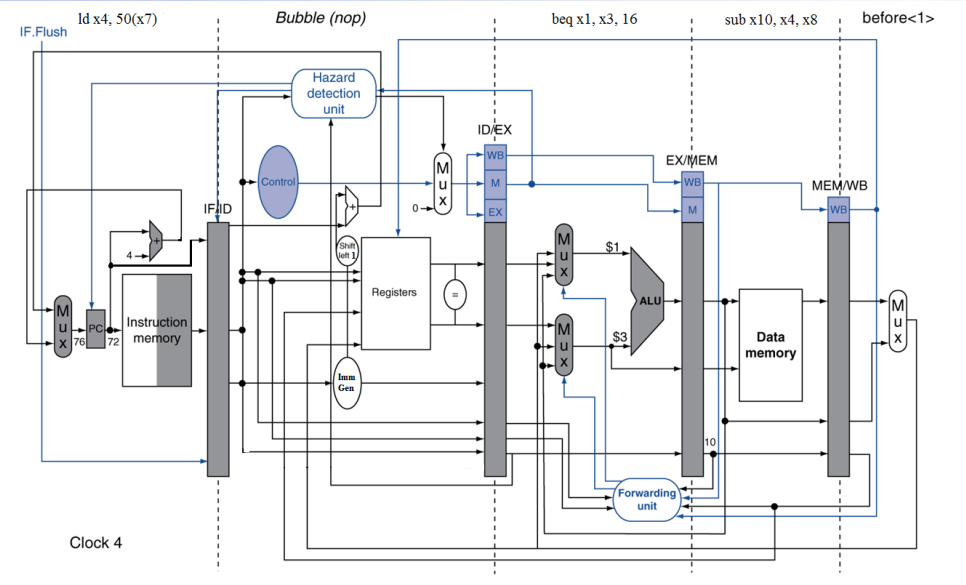 ld x4, 50(x7)
Bubble (nop)
beq x1, x3, 16
sub x10, x4, x8
before<1>
IF.Flush
Hazard
detection
unit
ID/EX
WB
M
EX
EX/MEM
WB
M
MEM/WB
WB
Control
M
u
x
0
IF/ID
+
4
+
Shift
left 1
M
u
x
$1
ALU
Registers
=
M
u
x
76
PC
72
Instruction
memory
M
u
x
$3
Data
memory
M
u
x
Imm
Gen
10
Forwarding
unit
Clock 4